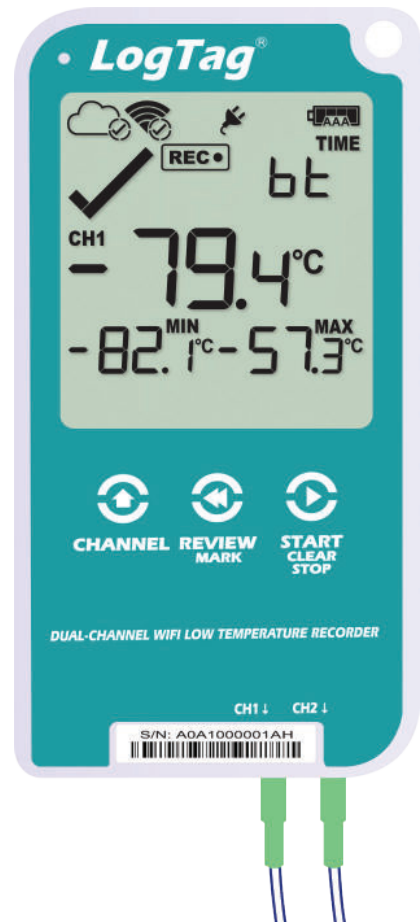 LogTag®
AAA
TIME
REC
bt
CH1
-79.4°C
MIN MAX
-82.1°C -57.3°C
CHANNEL REVIEW START
MARK CLEAR
STOP
DUAL-CHANNEL WIFI LOW TEMPERATURE RECORDER
CH1↓ CH2↓
S/N: A0A1000001AH